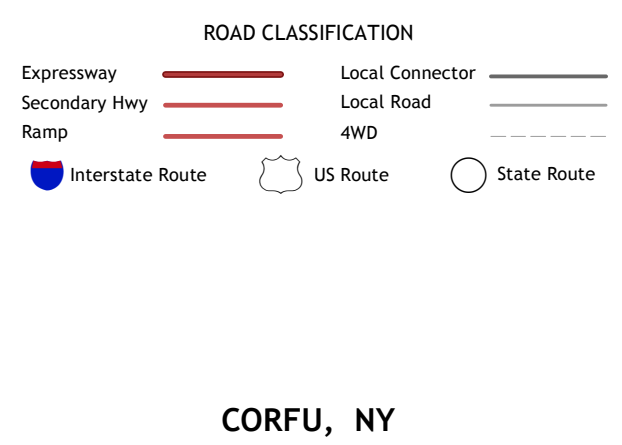 ROAD CLASSIFICATION
Expressway
Secondary Hwy
Ramp
Local Connector
Local Road
4WD
Interstate Route
US Route
State Route
CORFU, NY